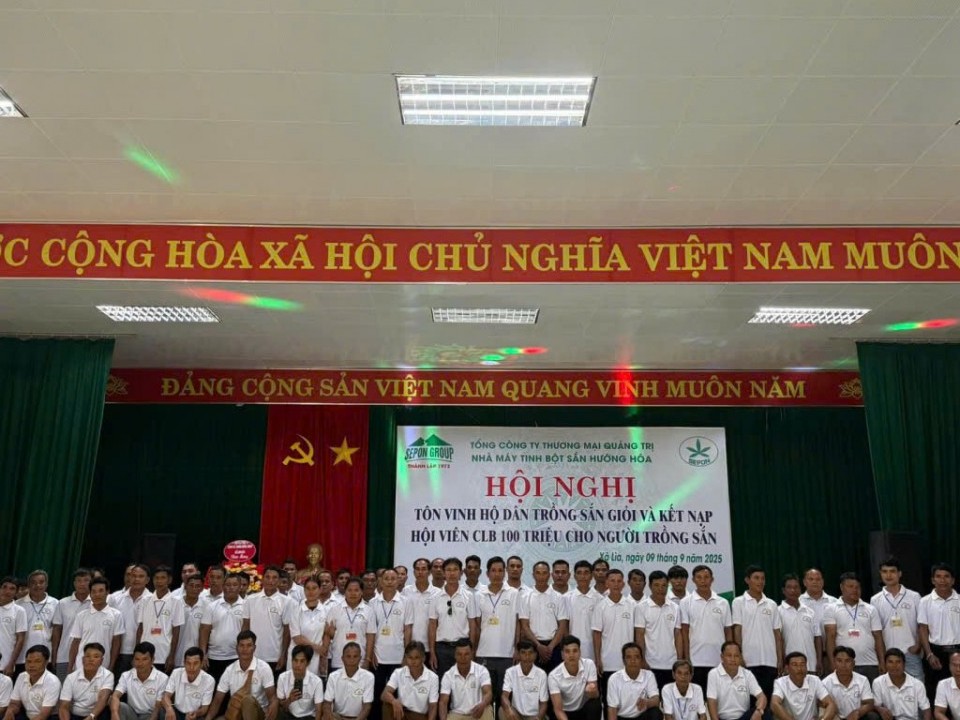 ỚC CỘNG HÒA XÃ HỘI CHỦ NGHĨA VIỆT NAM MUÔN
ĐẢNG CỘNG SẢN VIỆT NAM QUANG VINH MUÔN NĂM
SEPON GROUP
THÀNH LẬP 1973
TỔNG CÔNG TY THƯƠNG MẠI QUẢNG TRỊ
NHÀ MÁY TINH BỘT SẮN HƯỚNG HÓA
SEPON
HỘI NGHỊ
TÔN VINH HỘ DÂN TRỒNG SẮN GIỎI VÀ KẾT NẠP
HỘI VIÊN CLB 100 TRIỆU CHO NGƯỜI TRỒNG SẮN
Xã Lìa, ngày 09 tháng 9 năm 2025